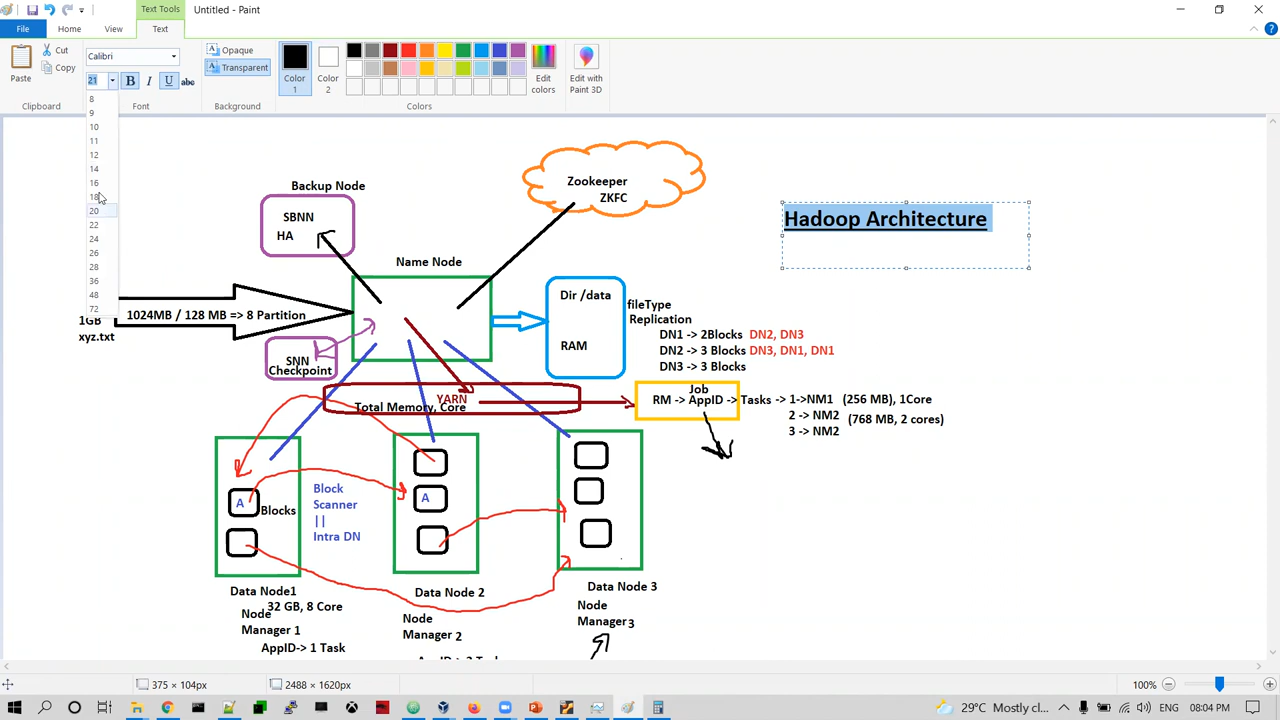 Text Tools
Untitled - Paint
File
Home
View
Text
Paste
Cut
Copy
Clipboard
Calibri
21
B I U abc
Font
Opaque
Transparent
Background
Color 1
Color 2
Edit colors
Colors
Edit with Paint 3D
8
9
10
11
12
14
16
18
20
22
24
26
28
36
48
72
Backup Node
SBNN
HA
Zookeeper
ZKFC
Hadoop Architecture
Name Node
1024MB / 128 MB => 8 Partition
1GB
xyz.txt
SNN
Checkpoint
Dir /data
RAM
fileType
Replication
DN1 -> 2Blocks DN2, DN3
DN2 -> 3 Blocks DN3, DN1, DN1
DN3 -> 3 Blocks
YARN
Total Memory, Core
Job
RM -> AppID -> Tasks -> 1->NM1 (256 MB), 1Core
2 -> NM2 (768 MB, 2 cores)
3 -> NM2
A
Blocks
Block
Scanner
||
Intra DN
A
Data Node1
32 GB, 8 Core
Node
Manager 1
AppID-> 1 Task
Data Node 2
Node
Manager 2
Data Node 3
Node
Manager 3
375 × 104px
2488 × 1620px
100%
29°C Mostly cl...
ENG
08:04 PM